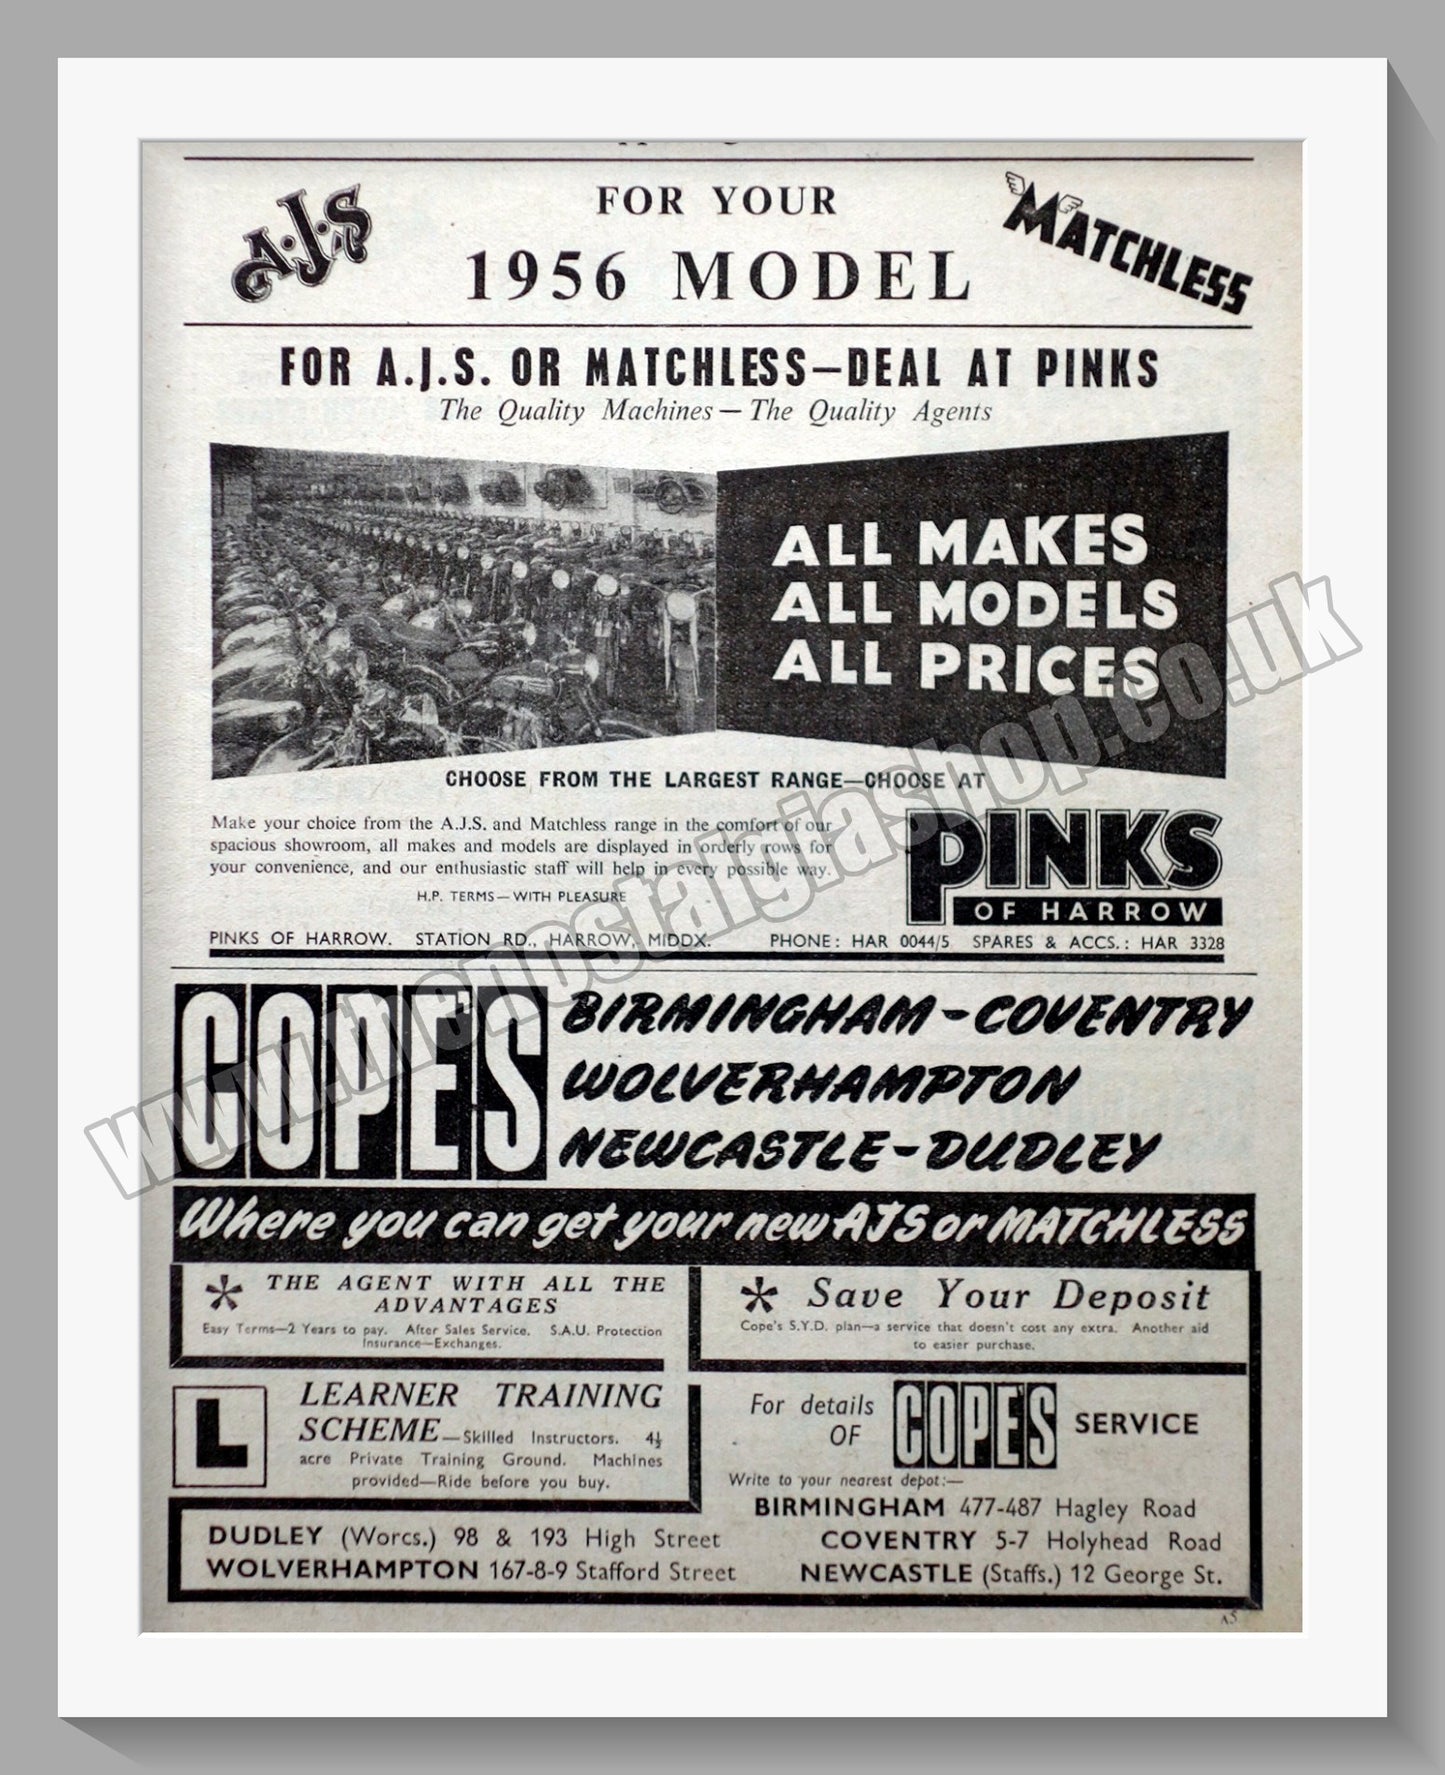 A.J.S
FOR YOUR
1956 MODEL
MATCHLESS
FOR A.J.S. OR MATCHLESS—DEAL AT PINKS
The Quality Machines — The Quality Agents
ALL MAKES
ALL MODELS
ALL PRICES
CHOOSE FROM THE LARGEST RANGE—CHOOSE AT
Make your choice from the A.J.S. and Matchless range in the comfort of our
spacious showroom, all makes and models are displayed in orderly rows for
your convenience, and our enthusiastic staff will help in every possible way.
H.P. TERMS — WITH PLEASURE
PINKS
OF HARROW
PINKS OF HARROW. STATION RD., HARROW, MIDDX. PHONE: HAR 0044/5 SPARES & ACCS.: HAR 3328
COPE'S
BIRMINGHAM - COVENTRY
WOLVERHAMPTON
NEWCASTLE - DUDLEY
Where you can get your new AJS or MATCHLESS
* THE AGENT WITH ALL THE
ADVANTAGES
Easy Terms—2 Years to pay. After Sales Service. S.A.U. Protection
Insurance—Exchanges.
* Save Your Deposit
Cope's S.Y.D. plan—a service that doesn't cost any extra. Another aid
to easier purchase.
L
LEARNER TRAINING
SCHEME—Skilled Instructors. 4½
acre Private Training Ground. Machines
provided—Ride before you buy.
For details
OF COPE'S SERVICE
Write to your nearest depot:—
BIRMINGHAM 477-487 Hagley Road
DUDLEY (Worcs.) 98 & 193 High Street
COVENTRY 5-7 Holyhead Road
WOLVERHAMPTON 167-8-9 Stafford Street
NEWCASTLE (Staffs.) 12 George St.
A5
www.thenostalgiashop.co.uk